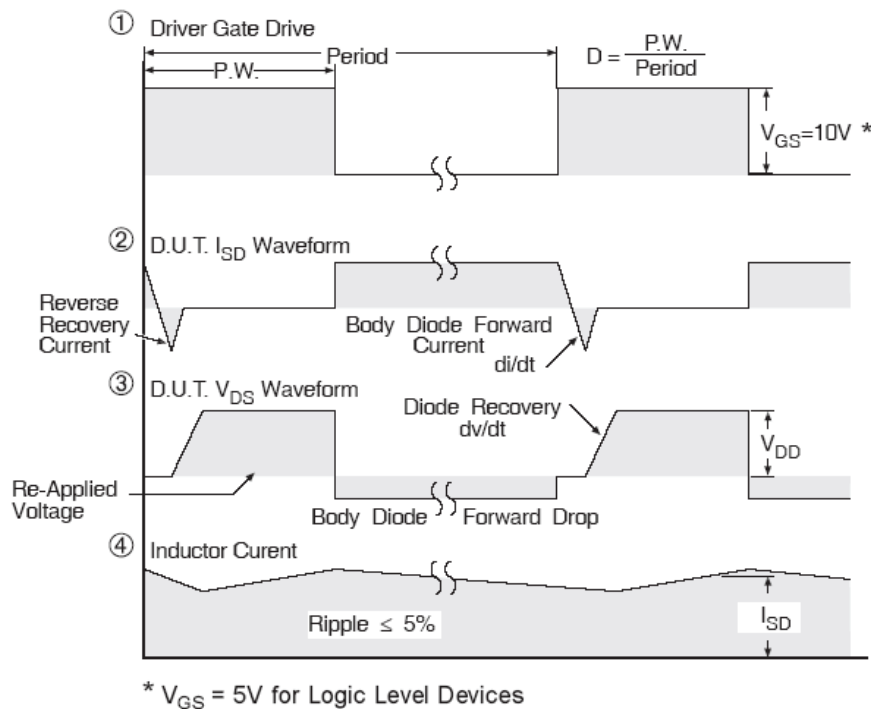 ① Driver Gate Drive
P.W.
Period
D = P.W.
Period
V_GS=10V *
② D.U.T. I_SD Waveform
Reverse
Recovery
Current
Body Diode Forward
Current
di/dt
③ D.U.T. V_DS Waveform
Diode Recovery
dv/dt
V_DD
Re-Applied
Voltage
Body Diode Forward Drop
④ Inductor Curent
Ripple ≤ 5%
I_SD
* V_GS = 5V for Logic Level Devices